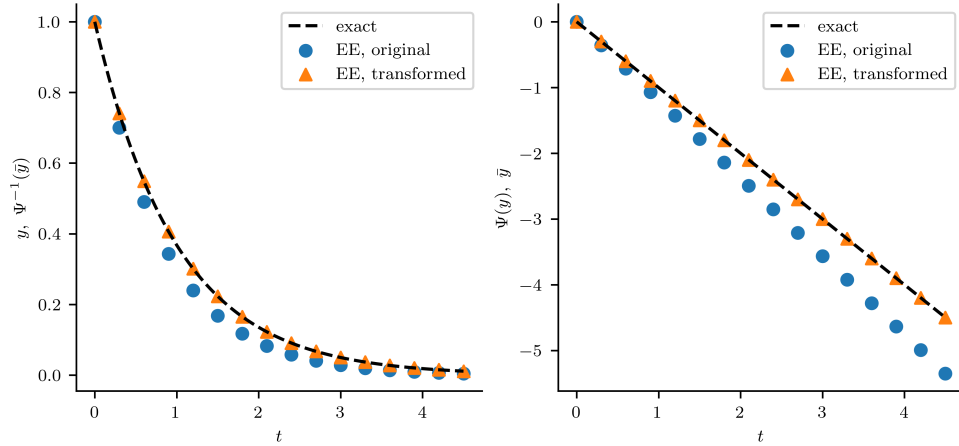 exact
EE, original
EE, transformed
1.0
0.8
0.6
0.4
0.2
0.0
y, Ψ⁻¹(ȳ)
0 1 2 3 4
t
exact
EE, original
EE, transformed
0
−1
−2
−3
−4
−5
Ψ(y), ȳ
0 1 2 3 4
t